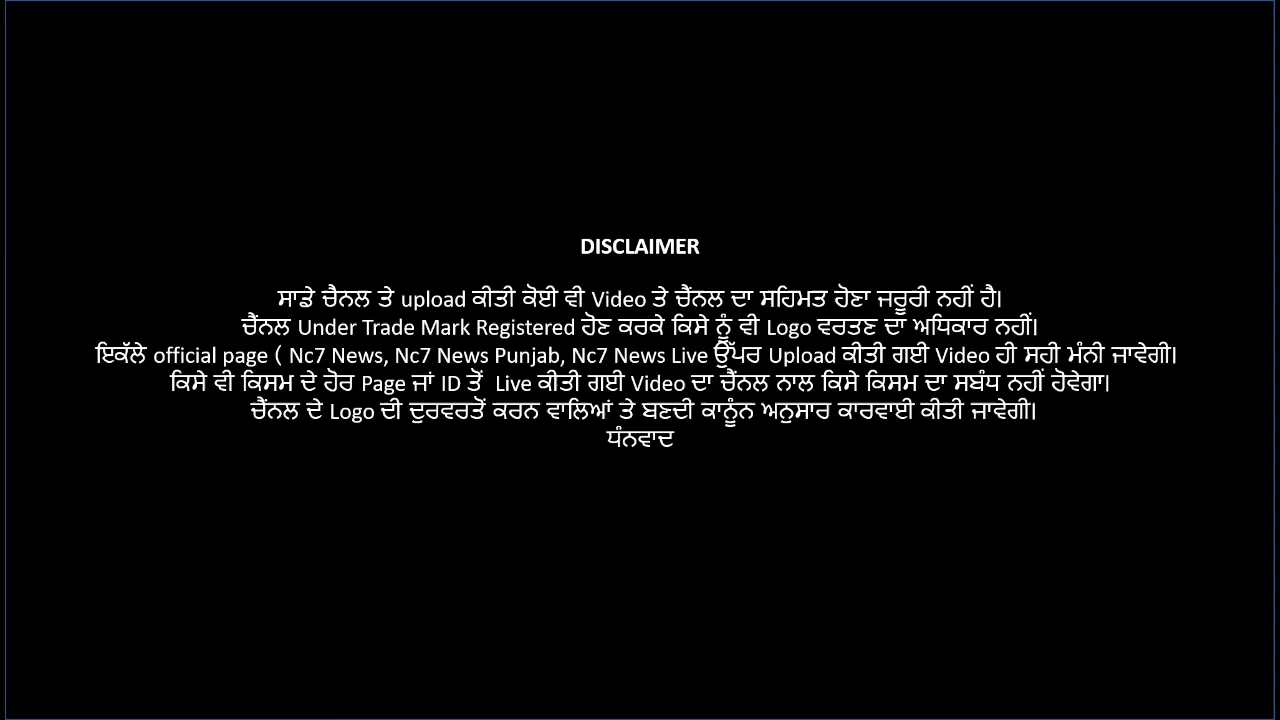 DISCLAIMER
ਸਾਡੇ ਚੈਨਲ ਤੇ upload ਕੀਤੀ ਕੋਈ ਵੀ Video ਤੇ ਚੈਂਨਲ ਦਾ ਸਹਿਮਤ ਹੋਣਾ ਜਰੂਰੀ ਨਹੀਂ ਹੈ।
ਚੈਂਨਲ Under Trade Mark Registered ਹੋਣ ਕਰਕੇ ਕਿਸੇ ਨੂੰ ਵੀ Logo ਵਰਤਣ ਦਾ ਅਧਿਕਾਰ ਨਹੀਂ।
ਇਕੱਲੇ official page ( Nc7 News, Nc7 News Punjab, Nc7 News Live ਉੱਪਰ Upload ਕੀਤੀ ਗਈ Video ਹੀ ਸਹੀ ਮੰਨੀ ਜਾਵੇਗੀ।
ਕਿਸੇ ਵੀ ਕਿਸਮ ਦੇ ਹੋਰ Page ਜਾਂ ID ਤੋਂ Live ਕੀਤੀ ਗਈ Video ਦਾ ਚੈਂਨਲ ਨਾਲ ਕਿਸੇ ਕਿਸਮ ਦਾ ਸਬੰਧ ਨਹੀਂ ਹੋਵੇਗਾ।
ਚੈਂਨਲ ਦੇ Logo ਦੀ ਦੁਰਵਰਤੋਂ ਕਰਨ ਵਾਲਿਆਂ ਤੇ ਬਣਦੀ ਕਾਨੂੰਨ ਅਨੁਸਾਰ ਕਾਰਵਾਈ ਕੀਤੀ ਜਾਵੇਗੀ।
ਧੰਨਵਾਦ